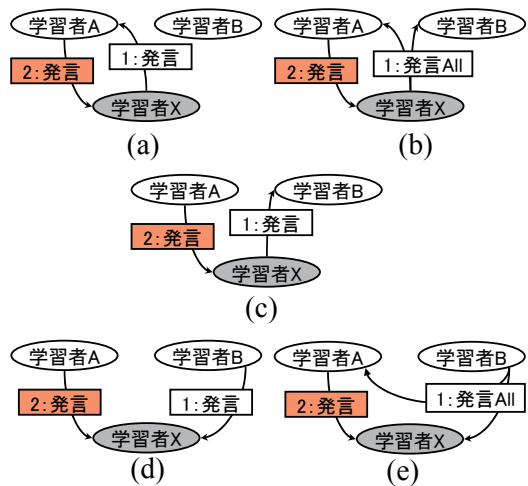 学習者A
学習者B
1:発言
2:発言
学習者X
(a)
学習者A
学習者B
1:発言All
2:発言
学習者X
(b)
学習者A
学習者B
1:発言
2:発言
学習者X
(c)
学習者A
学習者B
2:発言
1:発言
学習者X
(d)
学習者A
学習者B
1:発言All
2:発言
学習者X
(e)